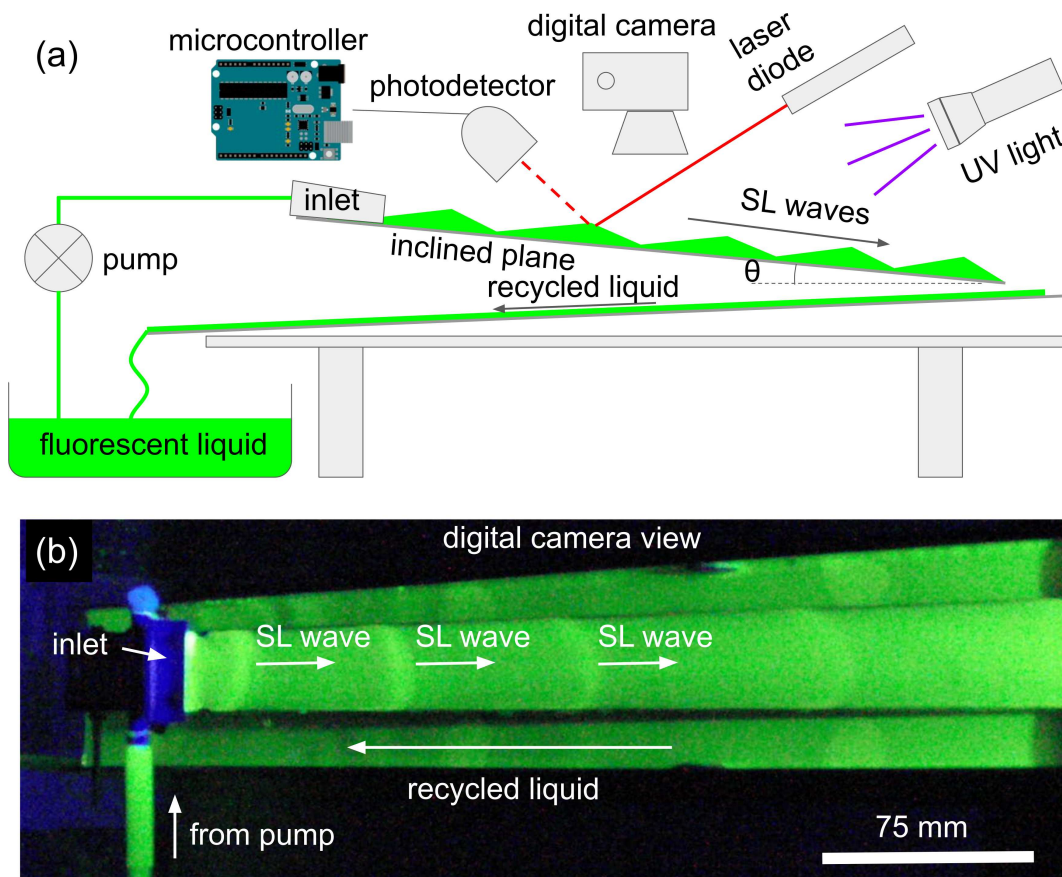 (a)
microcontroller
photodetector
digital camera
laser
diode
UV light
inlet
SL waves
inclined plane
θ
pump
recycled liquid
fluorescent liquid
(b)
digital camera view
inlet
SL wave
SL wave
SL wave
recycled liquid
from pump
75 mm